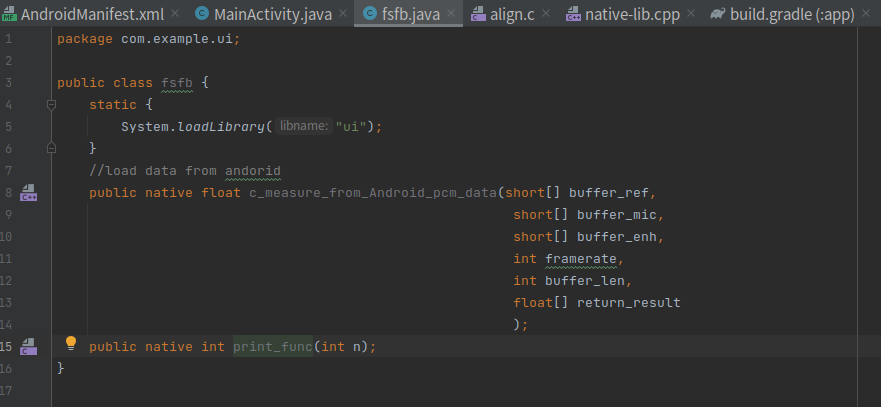 AndroidManifest.xml MainActivity.java fsfb.java align.c native-lib.cpp build.gradle (:app)
1 package com.example.ui;
2
3 public class fsfb {
4 static {
5 System.loadLibrary( libname: "ui");
6 }
7 //load data from andorid
8 public native float c_measure_from_Android_pcm_data(short[] buffer_ref,
9 short[] buffer_mic,
10 short[] buffer_enh,
11 int framerate,
12 int buffer_len,
13 float[] return_result
14 );
15 public native int print_func(int n);
16 }
17